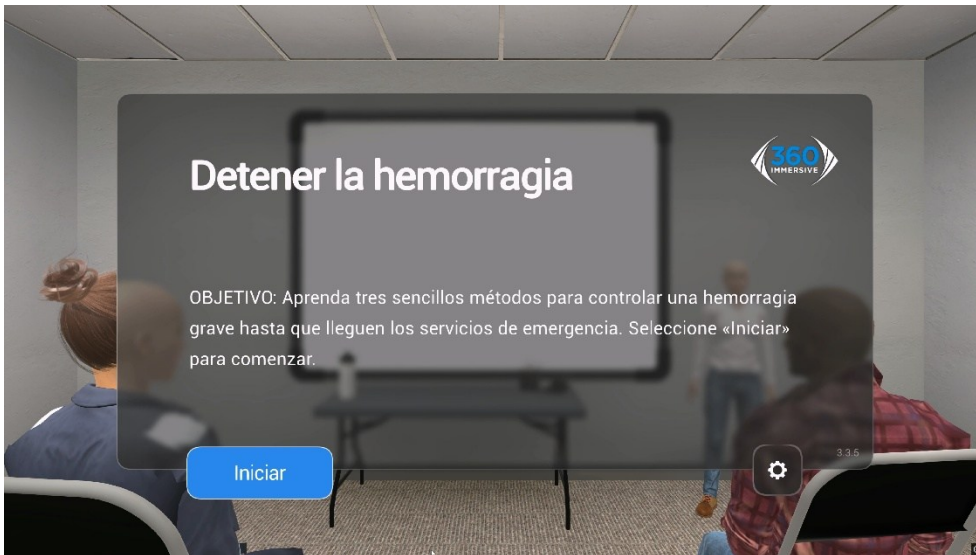 Detener la hemorragia
360
IMMERSIVE
OBJETIVO: Aprenda tres sencillos métodos para controlar una hemorragia
grave hasta que lleguen los servicios de emergencia. Seleccione «Iniciar»
para comenzar.
Iniciar
3.3.5